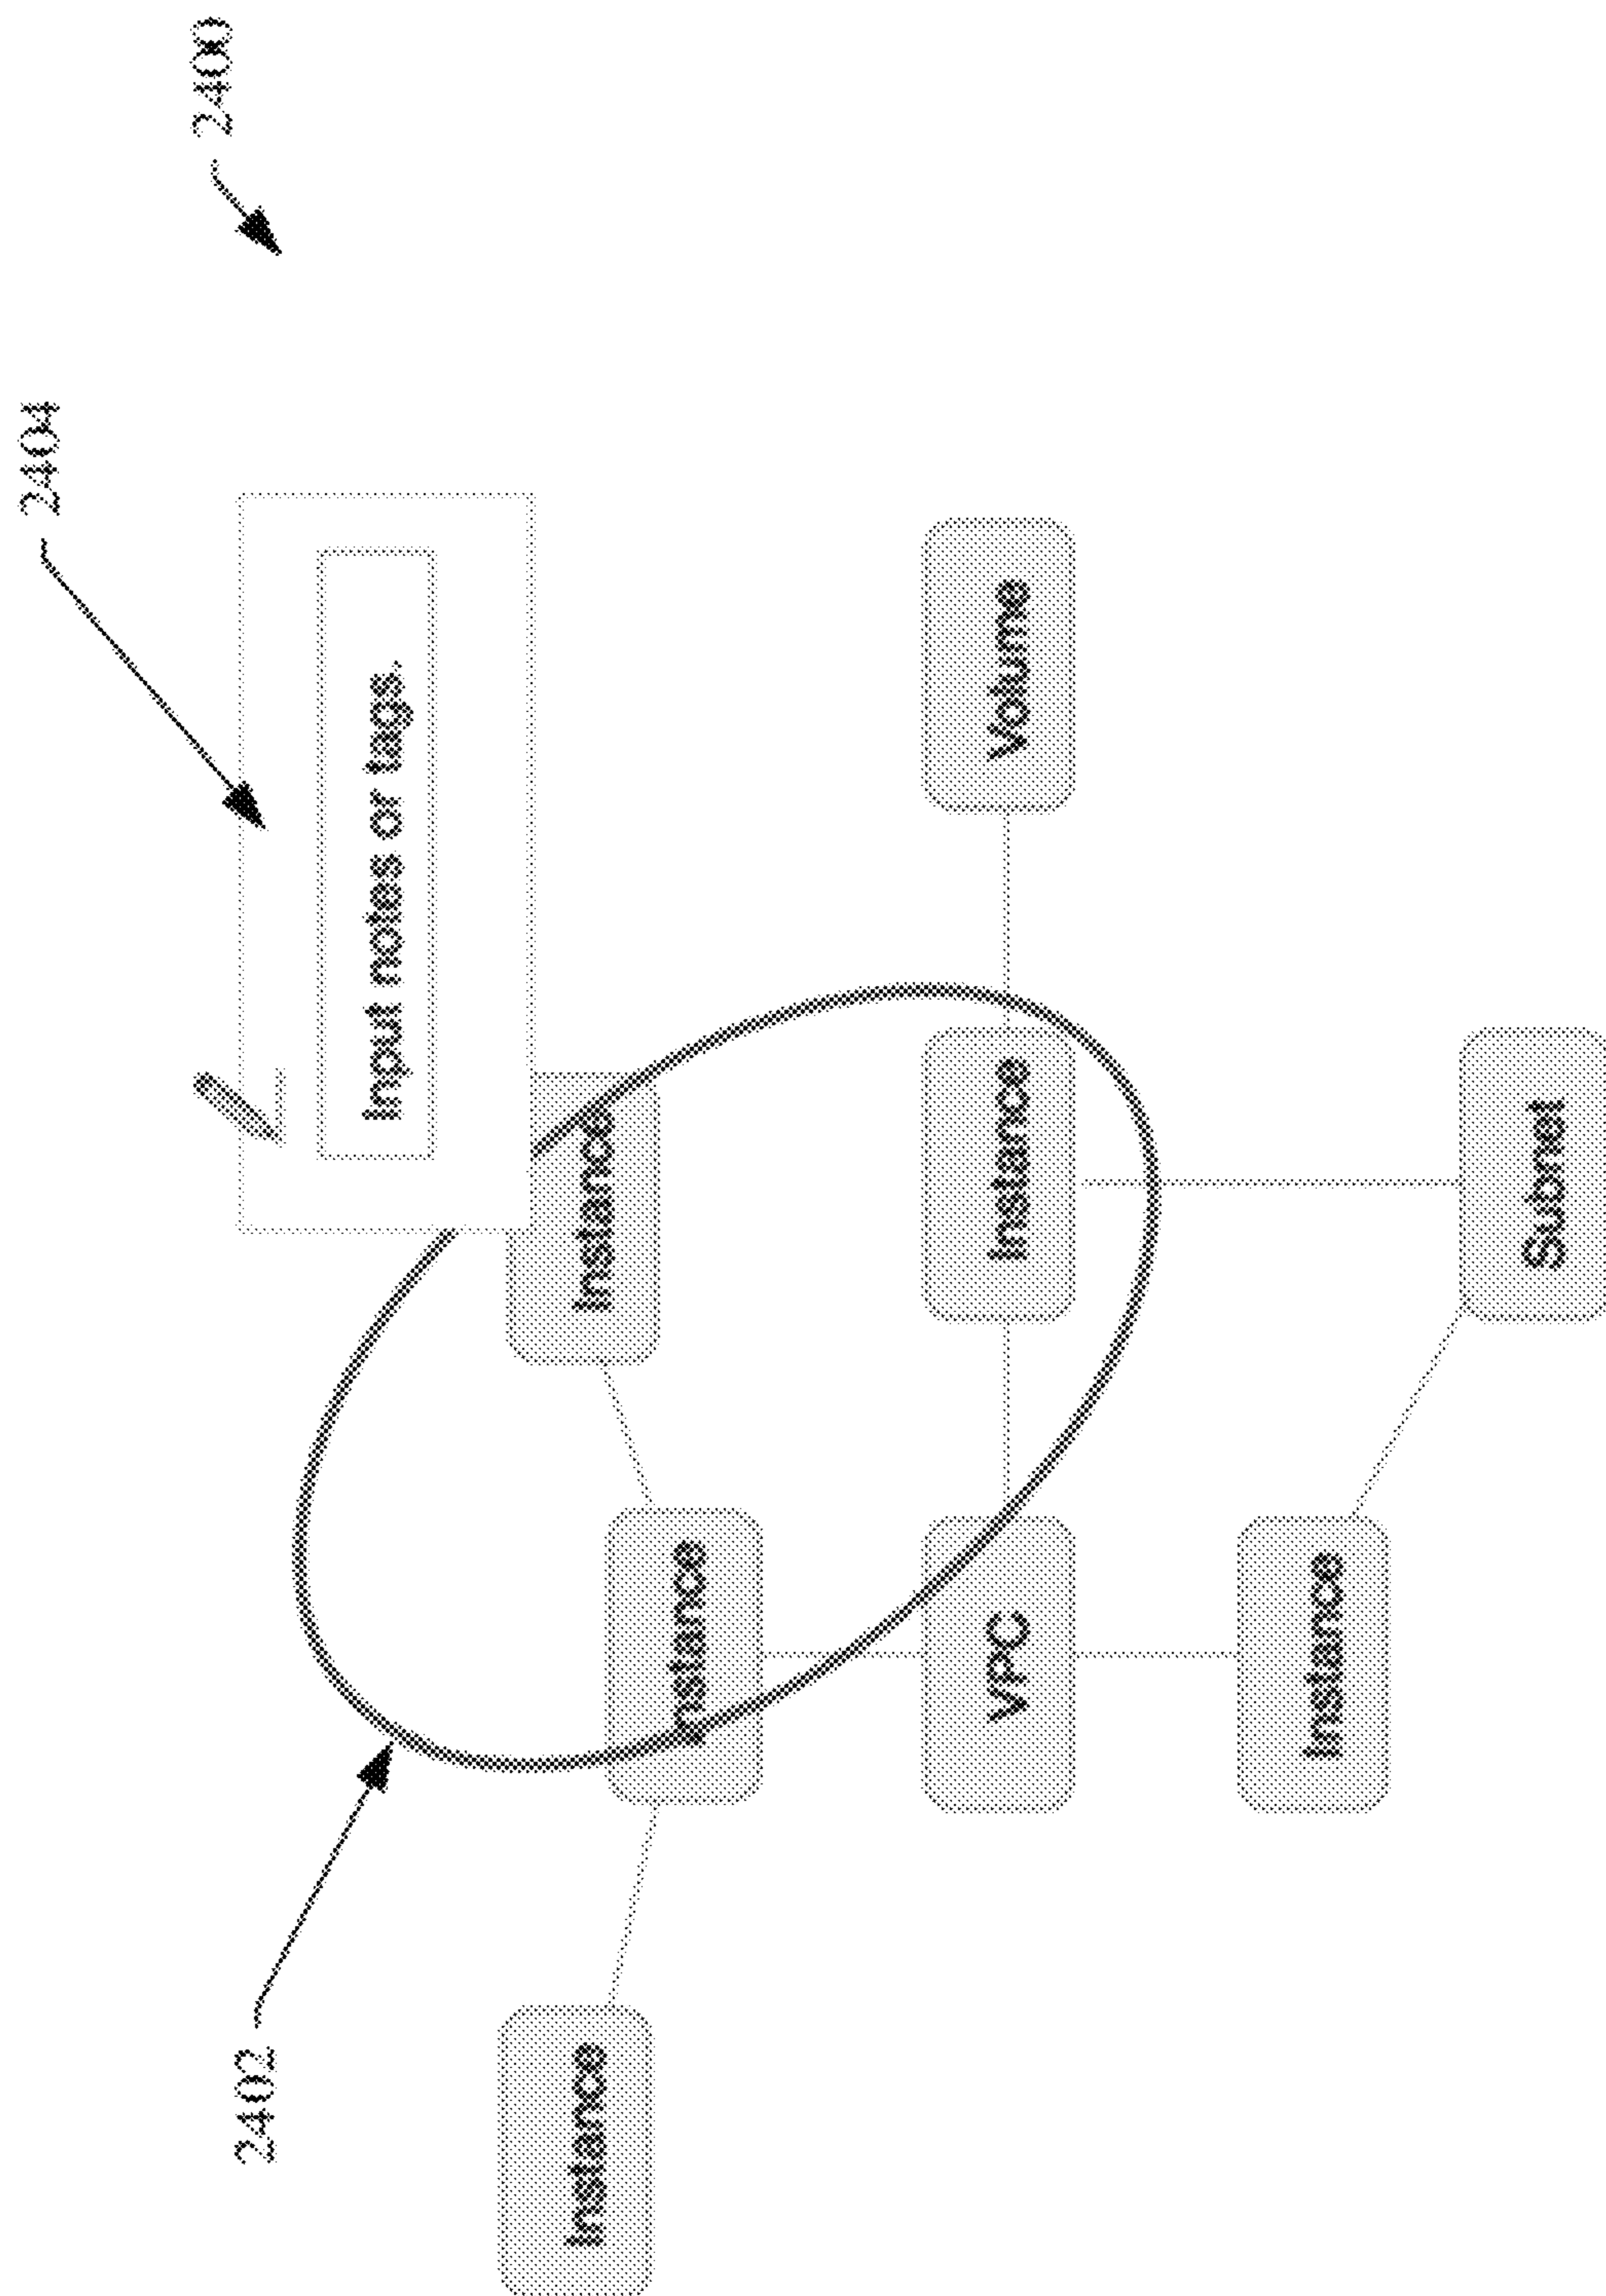 2404
2400
2402
Input notes or tags.
Instance
Instance
Instance
VPC
Instance
Volume
Instance
Subnet